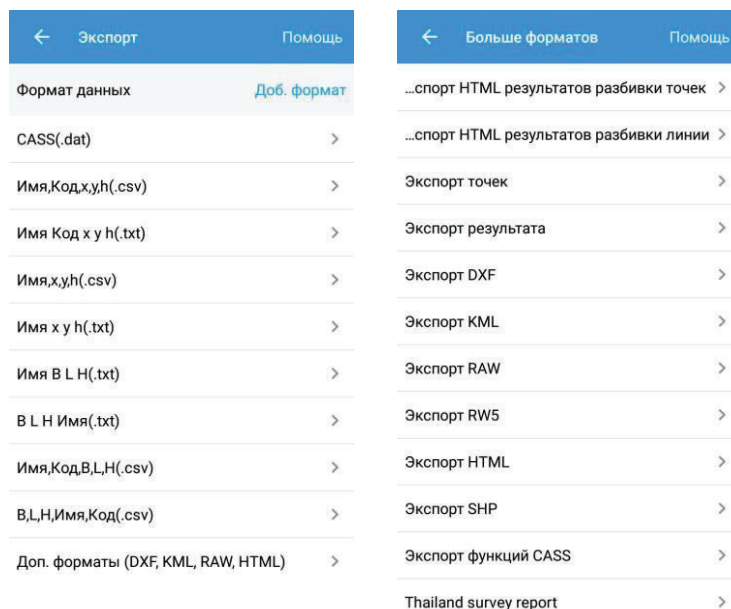 Экспорт
Помощь
Формат данных
Доб. формат
CASS(.dat)
Имя,Код,x,y,h(.csv)
Имя Код x y h(.txt)
Имя,x,y,h(.csv)
Имя x y h(.txt)
Имя B L H(.txt)
B L H Имя(.txt)
Имя,Код,B,L,H(.csv)
B,L,H,Имя,Код(.csv)
Доп. форматы (DXF, KML, RAW, HTML)
Больше форматов
Помощь
...спорт HTML результатов разбивки точек
...спорт HTML результатов разбивки линии
Экспорт точек
Экспорт результата
Экспорт DXF
Экспорт KML
Экспорт RAW
Экспорт RW5
Экспорт HTML
Экспорт SHP
Экспорт функций CASS
Thailand survey report